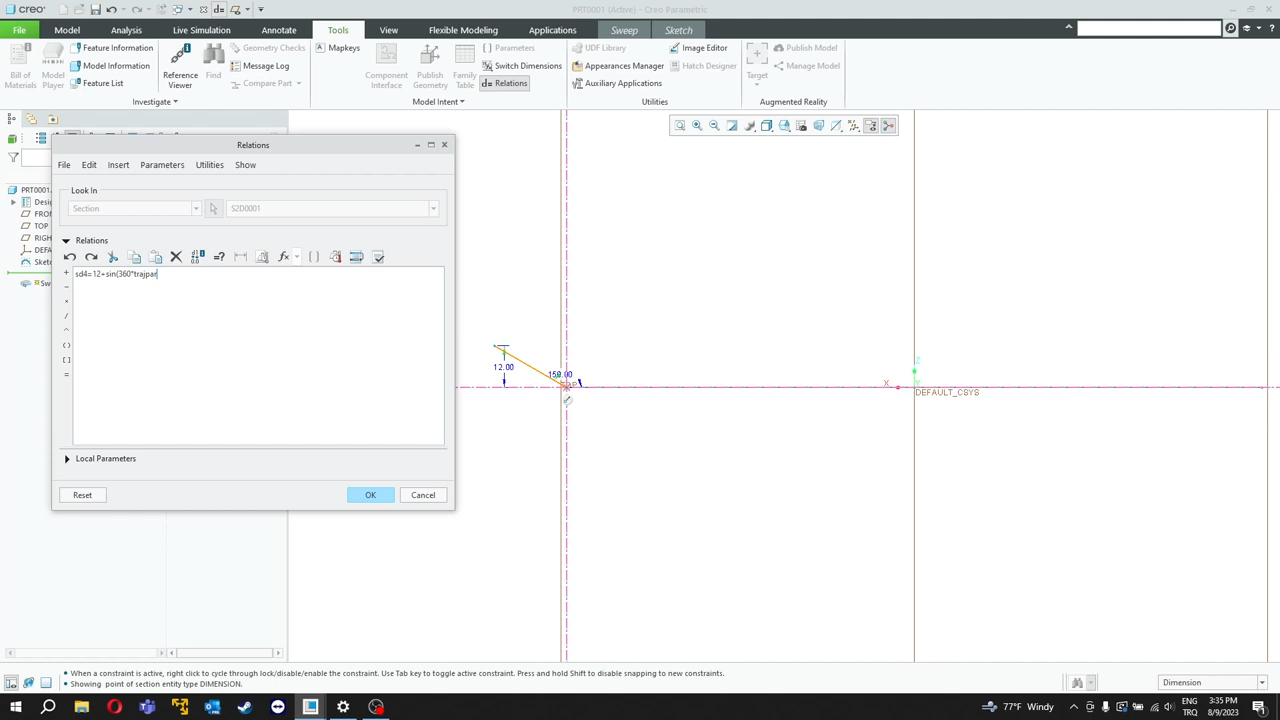 creo
PRT0001 (Active) - Creo Parametric
File Model Analysis Live Simulation Annotate Tools View Flexible Modeling Applications Sweep Sketch
Bill of Materials
Model Player
Feature Information
Model Information
Feature List
Reference Viewer
Find
Geometry Checks
Message Log
Compare Part
Mapkeys
Component Interface
Publish Geometry
Family Table
Parameters
Switch Dimensions
d= Relations
UDF Library
Appearances Manager
Auxiliary Applications
Image Editor
Hatch Designer
Target
Publish Model
Manage Model
Investigate Model Intent Utilities Augmented Reality
Relations
File Edit Insert Parameters Utilities Show
Look In
Section S2D0001
Relations
sd4=12+sin(360*trajpar
Local Parameters
Reset OK Cancel
PRT0001.
Desig
FRON
TOP
RIGH
DEFA
Sketc
Sw
12.00
150.00
X
Z
Y
DEFAULT_CSYS
When a constraint is active, right click to cycle through lock/disable/enable the constraint. Use Tab key to toggle active constraint. Press and hold Shift to disable snapping to new constraints.
Showing point of section entity type DIMENSION.
Dimension
77°F Windy
ENG
TRQ
3:35 PM
8/9/2023